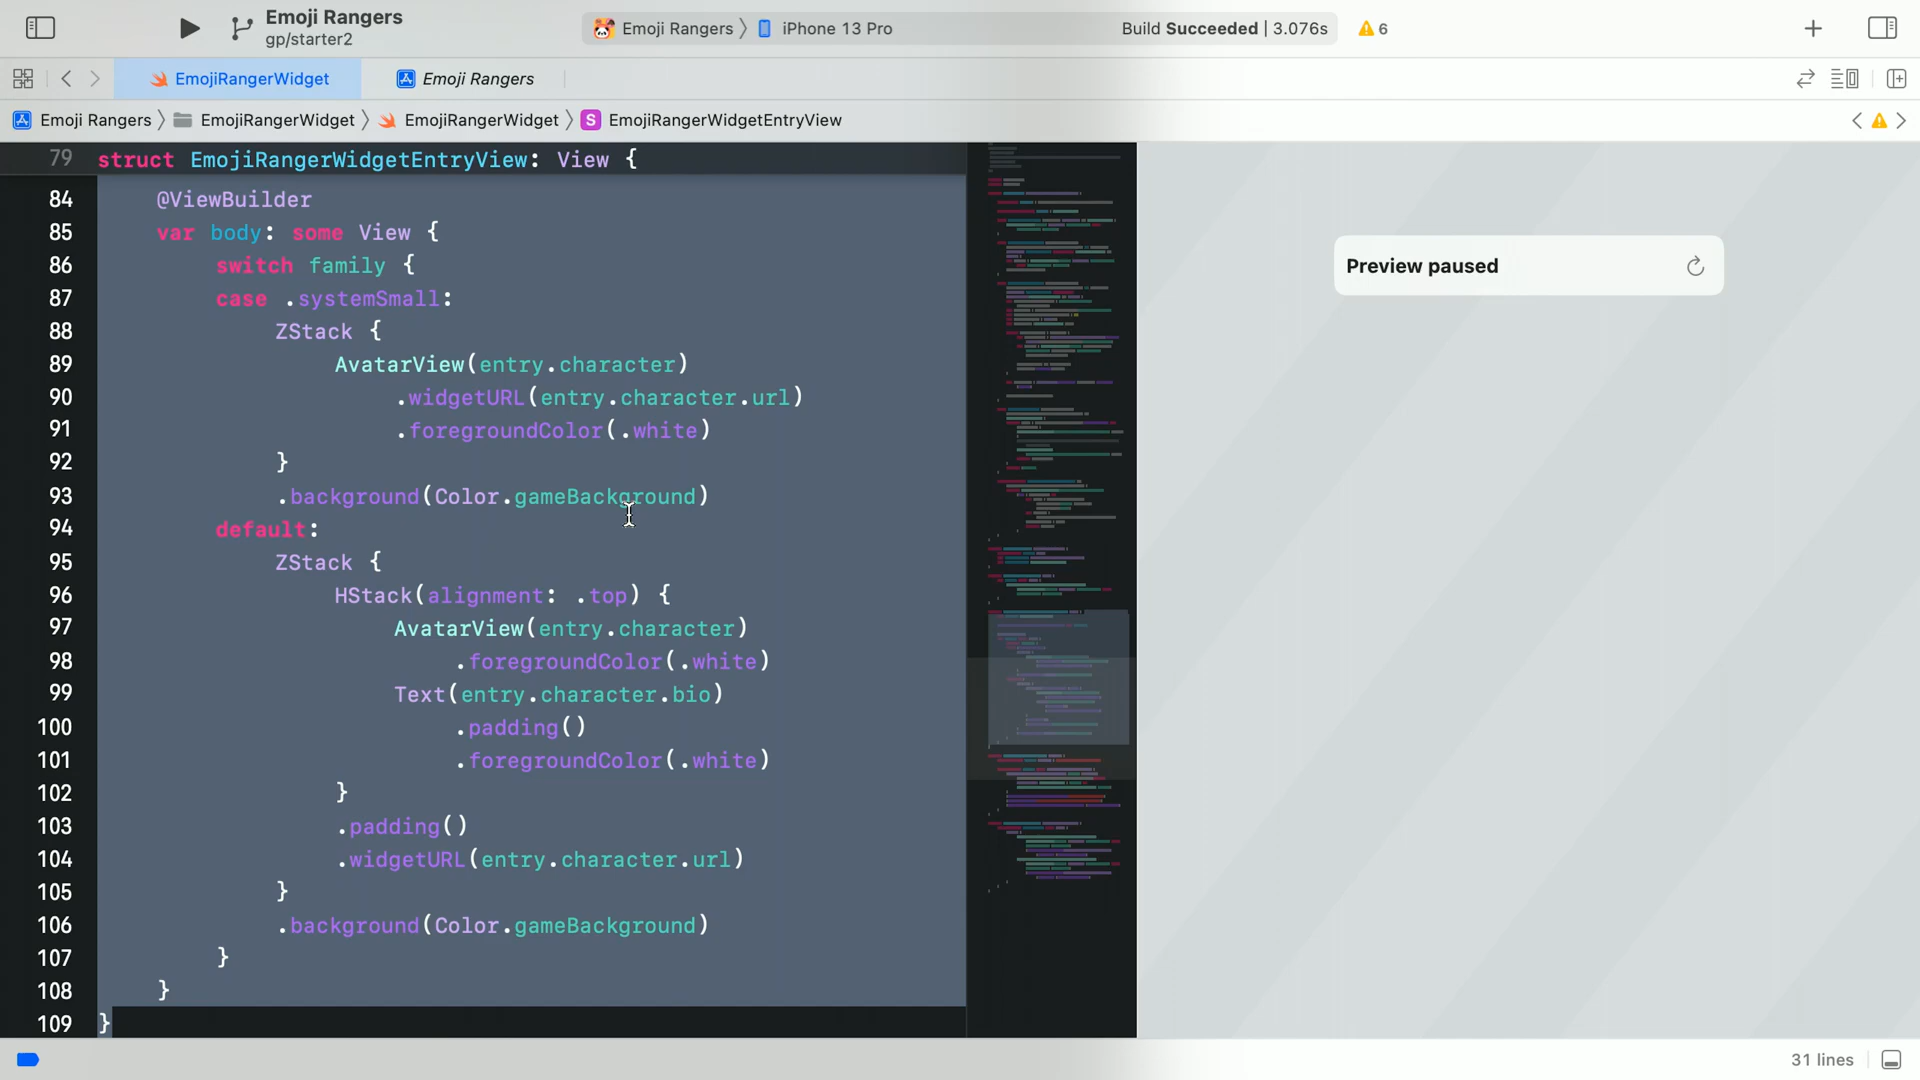 Emoji Rangers
gp/starter2
Emoji Rangers
iPhone 13 Pro
Build Succeeded | 3.076s
6
EmojiRangerWidget
Emoji Rangers
Emoji Rangers
EmojiRangerWidget
EmojiRangerWidget
S EmojiRangerWidgetEntryView
79 struct EmojiRangerWidgetEntryView: View {
84 @ViewBuilder
85 var body: some View {
86 switch family {
87 case .systemSmall:
88 ZStack {
89 AvatarView(entry.character)
90 .widgetURL(entry.character.url)
91 .foregroundColor(.white)
92 }
93 .background(Color.gameBackground)
94 default:
95 ZStack {
96 HStack(alignment: .top) {
97 AvatarView(entry.character)
98 .foregroundColor(.white)
99 Text(entry.character.bio)
100 .padding()
101 .foregroundColor(.white)
102 }
103 .padding()
104 .widgetURL(entry.character.url)
105 }
106 .background(Color.gameBackground)
107 }
108 }
109 }
Preview paused
31 lines